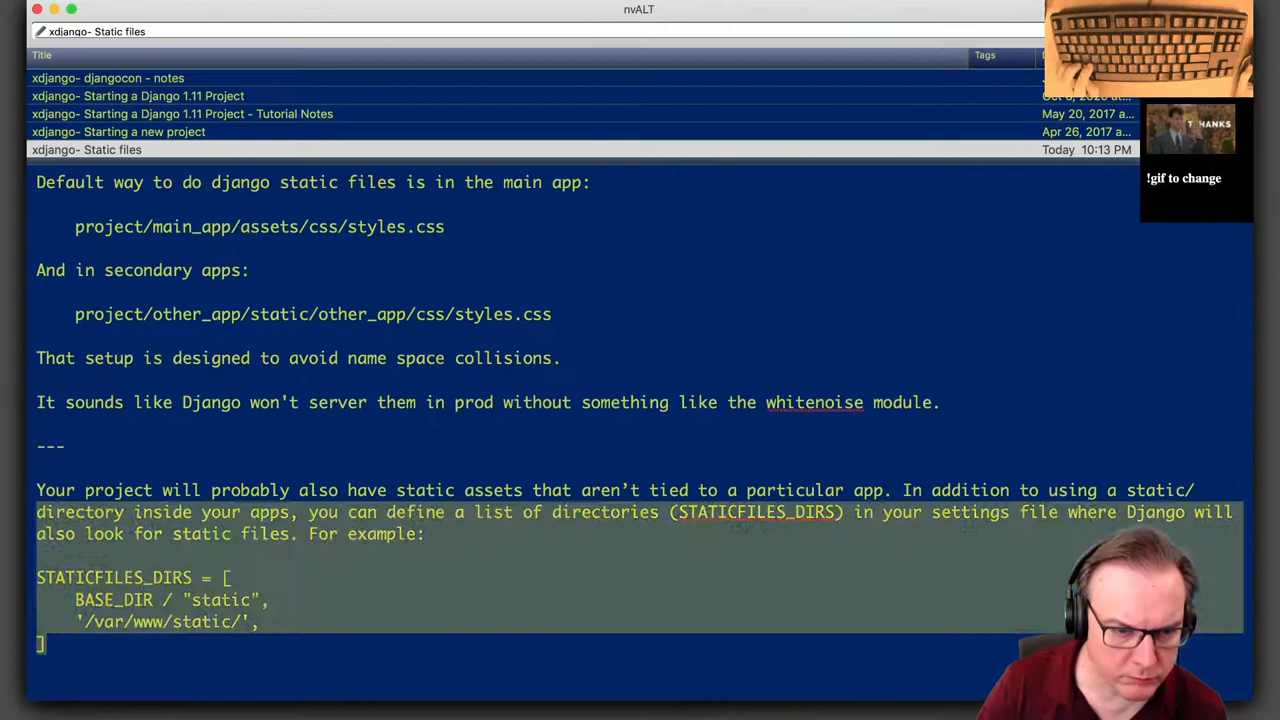 nvALT
xdjango- Static files
Title
Tags
xdjango- djangocon - notes
xdjango- Starting a Django 1.11 Project
xdjango- Starting a Django 1.11 Project - Tutorial Notes
May 20, 2017 a...
xdjango- Starting a new project
Apr 26, 2017 a...
xdjango- Static files
Today 10:13 PM
T. HANKS
!gif to change
Default way to do django static files is in the main app:
project/main_app/assets/css/styles.css
And in secondary apps:
project/other_app/static/other_app/css/styles.css
That setup is designed to avoid name space collisions.
It sounds like Django won't server them in prod without something like the whitenoise module.
---
Your project will probably also have static assets that aren’t tied to a particular app. In addition to using a static/
directory inside your apps, you can define a list of directories (STATICFILES_DIRS) in your settings file where Django will
also look for static files. For example:
STATICFILES_DIRS = [
BASE_DIR / "static",
'/var/www/static/',
]